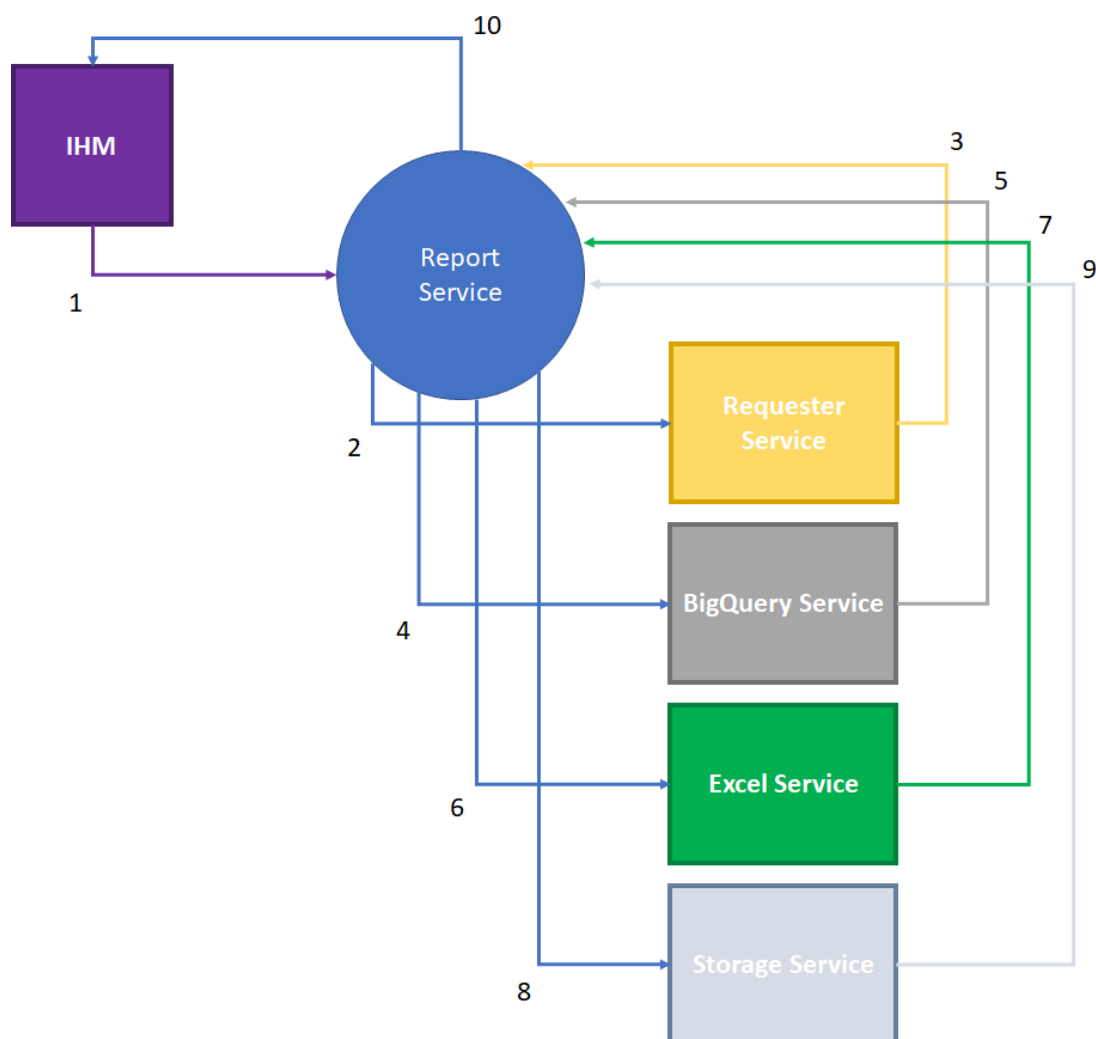 10
IHM
3
5
7
Report
Service
9
1
Requester
Service
2
BigQuery Service
4
Excel Service
6
Storage Service
8